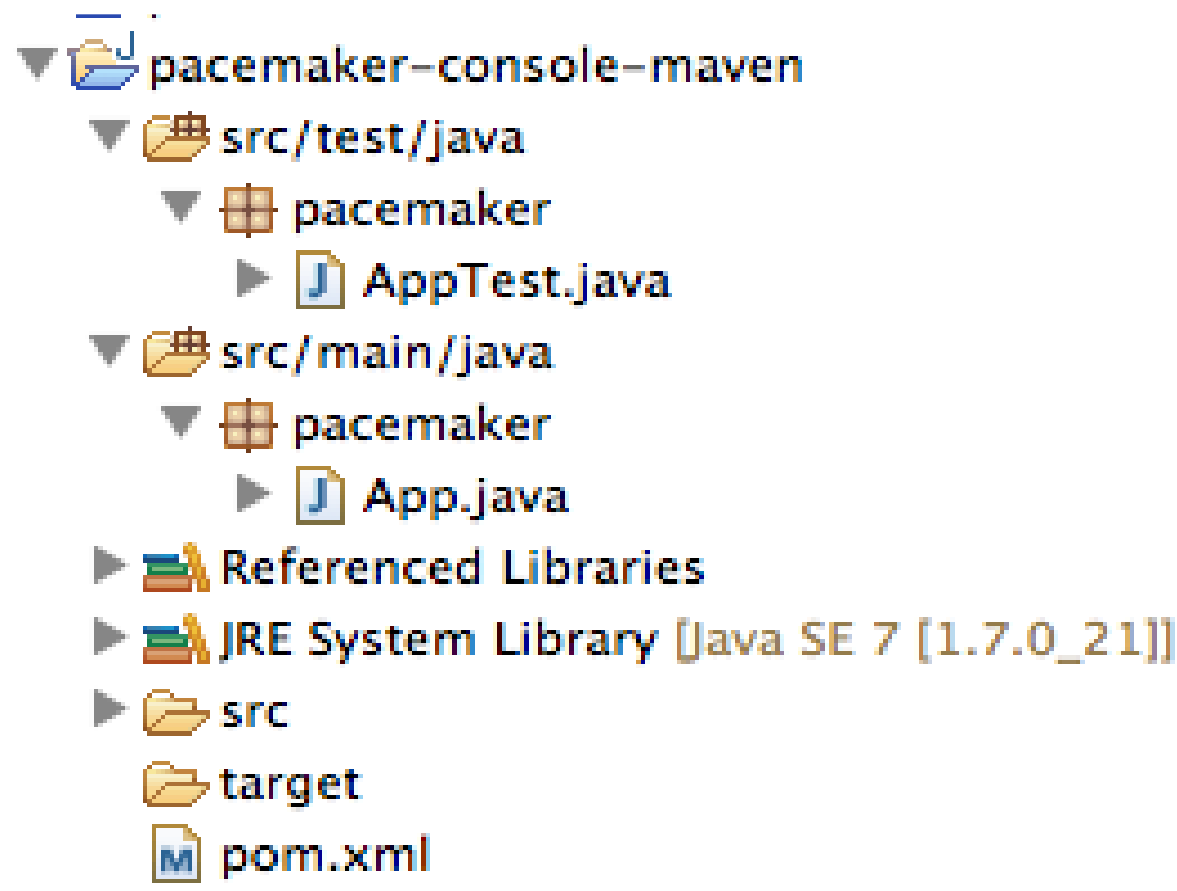 pacemaker-console-maven
src/test/java
pacemaker
AppTest.java
src/main/java
pacemaker
App.java
Referenced Libraries
JRE System Library [Java SE 7 [1.7.0_21]]
src
target
pom.xml